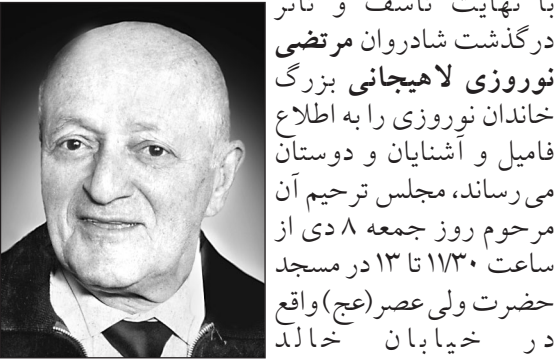 با نهایت تاسف و تاثر
درگذشت شادروان مرتضی
نوروزی لاهیجانی بزرگ
خاندان نوروزی را به اطلاع
فامیل و آشنایان و دوستان
می‌رساند، مجلس ترحیم آن
مرحوم روز جمعه ۸ دی از
ساعت ۱۱/۳۰ تا ۱۳ در مسجد
حضرت ولی عصر(عج) واقع
در خیابان خالد